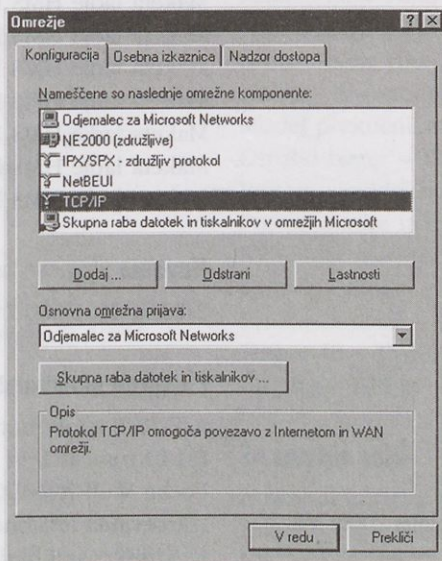 Omrežje
Konfiguracija Osebna izkaznica Nadzor dostopa
Nameščene so naslednje omrežne komponente:
Odjemalec za Microsoft Networks
NE2000 (združljive)
IPX/SPX - združljiv protokol
NetBEUI
TCP/IP
Skupna raba datotek in tiskalnikov v omrežjih Microsoft
Dodaj ... Odstrani Lastnosti
Osnovna omrežna prijava:
Odjemalec za Microsoft Networks
Skupna raba datotek in tiskalnikov ...
Opis
Protokol TCP/IP omogoča povezavo z Internetom in WAN
omrežji.
V redu Prekliči